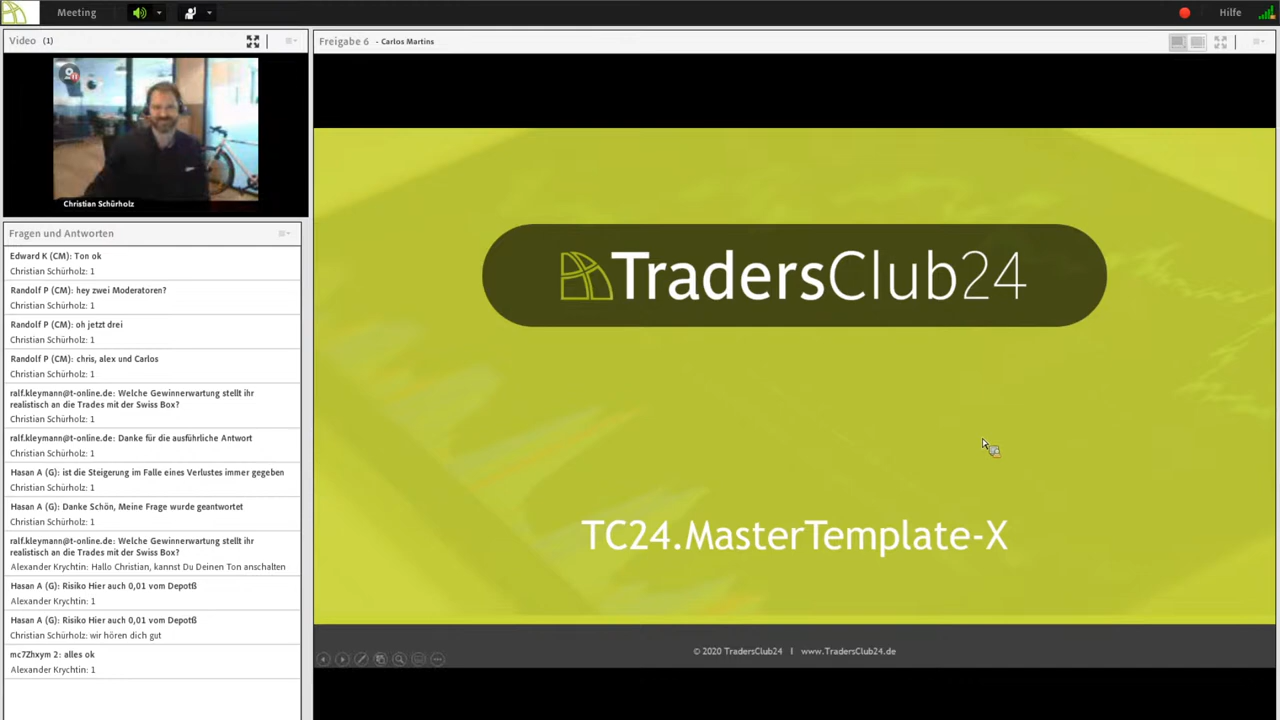 Meeting
Hilfe
Video (1)
Christian Schürholz
Fragen und Antworten
Edward K (CM): Ton ok
Christian Schürholz: 1
Randolf P (CM): hey zwei Moderatoren?
Christian Schürholz: 1
Randolf P (CM): oh jetzt drei
Christian Schürholz: 1
Randolf P (CM): chris, alex und Carlos
Christian Schürholz: 1
ralf.kleymann@t-online.de: Welche Gewinnerwartung stellt ihr
realistisch an die Trades mit der Swiss Box?
Christian Schürholz: 1
ralf.kleymann@t-online.de: Danke für die ausführliche Antwort
Christian Schürholz: 1
Hasan A (G): ist die Steigerung im Falle eines Verlustes immer gegeben
Christian Schürholz: 1
Hasan A (G): Danke Schön, Meine Frage wurde geantwortet
Christian Schürholz: 1
ralf.kleymann@t-online.de: Welche Gewinnerwartung stellt ihr
realistisch an die Trades mit der Swiss Box?
Alexander Krychtin: Hallo Christian, kannst Du Deinen Ton anschalten
Hasan A (G): Risiko Hier auch 0,01 vom Depotß
Alexander Krychtin: 1
Hasan A (G): Risiko Hier auch 0,01 vom Depotß
Christian Schürholz: wir hören dich gut
mc7Zhxym 2: alles ok
Alexander Krychtin: 1
Freigabe 6 - Carlos Martins
TradersClub24
TC24.MasterTemplate-X
© 2020 TradersClub24 I www.TradersClub24.de